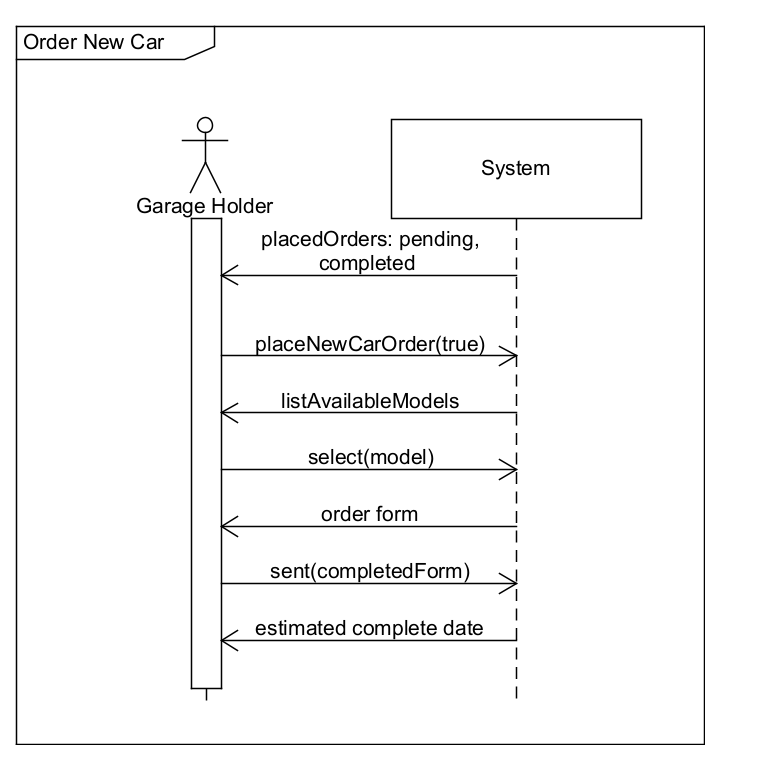 Order New Car
System
Garage Holder
placedOrders: pending,
completed
placeNewCarOrder(true)
listAvailableModels
select(model)
order form
sent(completedForm)
estimated complete date